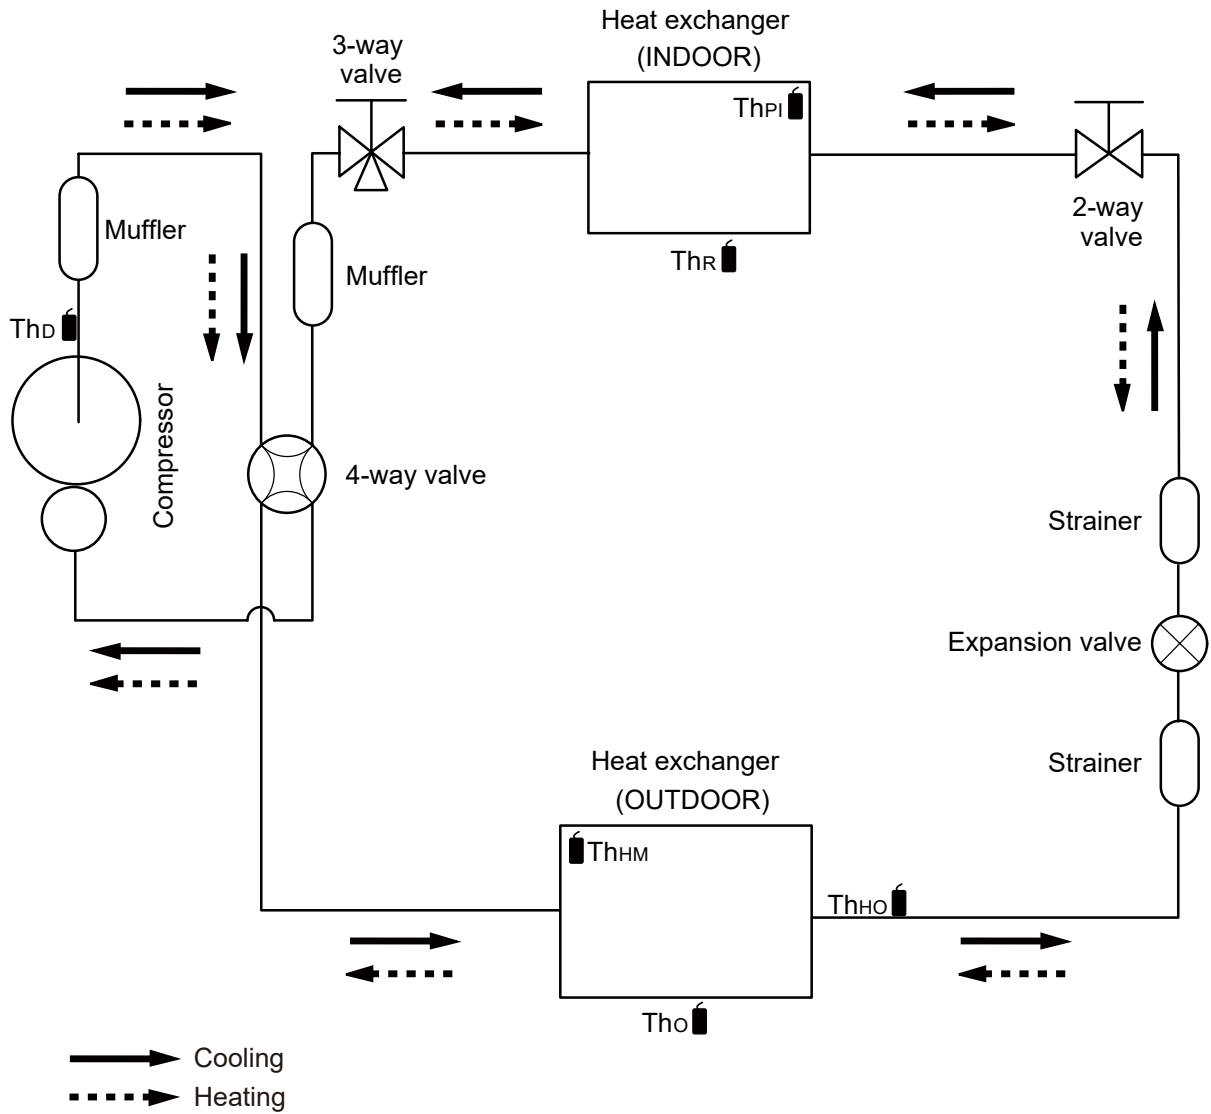 Heat exchanger
(INDOOR)
3-way
valve
ThPI
2-way
valve
Muffler
ThR
Muffler
ThD
Compressor
4-way valve
Strainer
Expansion valve
Strainer
Heat exchanger
(OUTDOOR)
ThHM
ThHO
ThO
Cooling
Heating